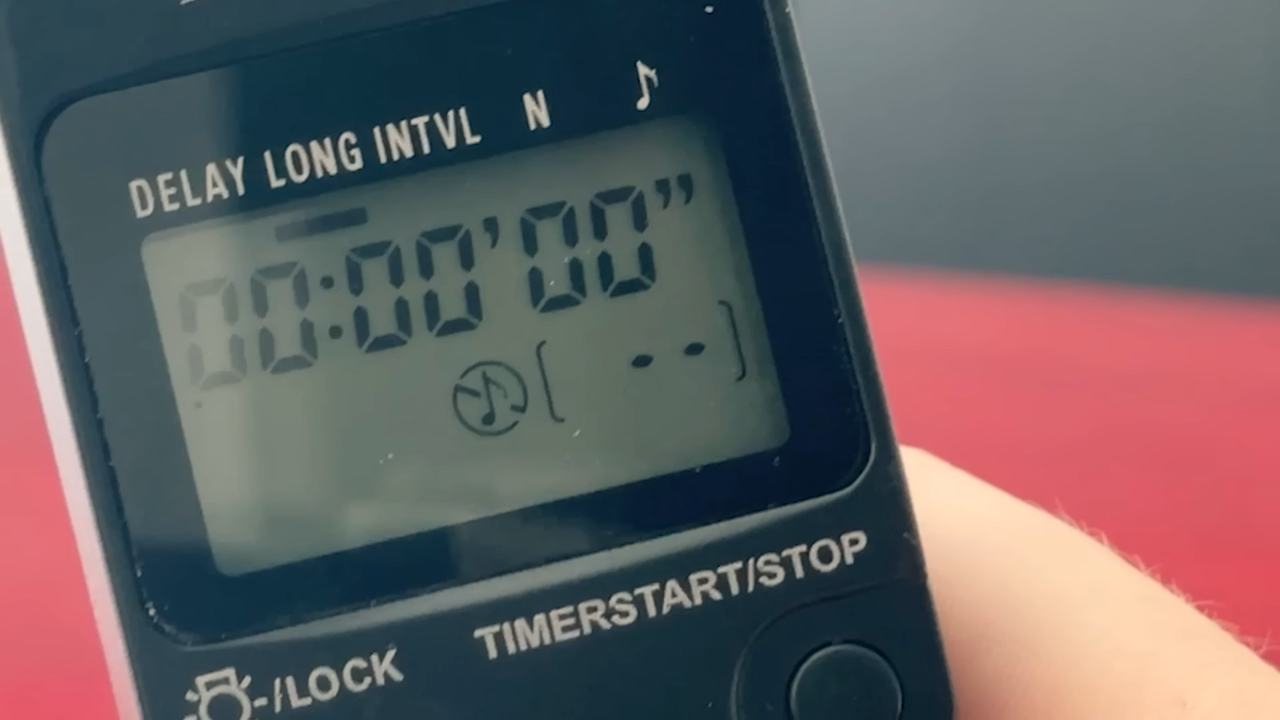 DELAY LONG INTVL N ♪
00:00'00"
[ - - ]
TIMERSTART/STOP
-/LOCK